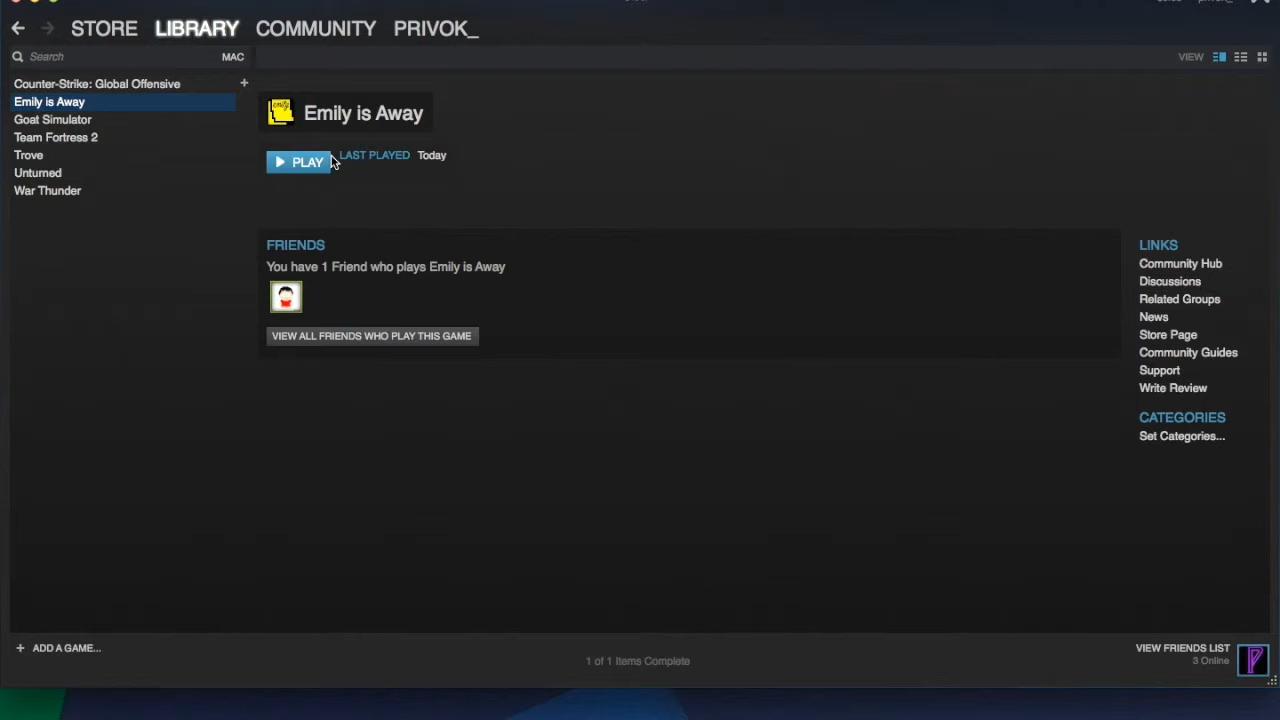 STORE LIBRARY COMMUNITY PRIVOK_
Search MAC VIEW
Counter-Strike: Global Offensive +
Emily is Away
Goat Simulator
Team Fortress 2
Trove
Unturned
War Thunder
emily
Emily is Away
PLAY LAST PLAYED Today
FRIENDS
You have 1 Friend who plays Emily is Away
VIEW ALL FRIENDS WHO PLAY THIS GAME
LINKS
Community Hub
Discussions
Related Groups
News
Store Page
Community Guides
Support
Write Review
CATEGORIES
Set Categories...
+ ADD A GAME...
1 of 1 Items Complete
VIEW FRIENDS LIST
3 Online